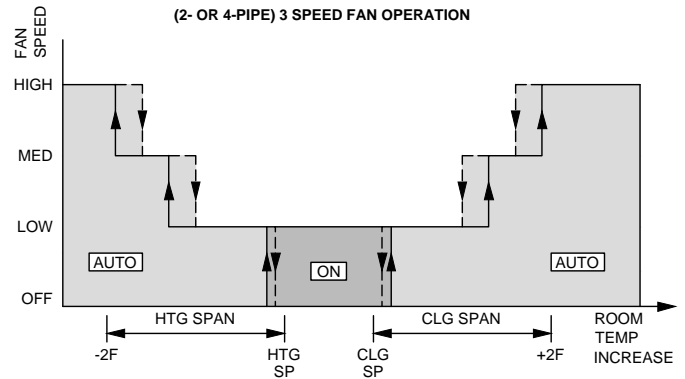 (2- OR 4-PIPE) 3 SPEED FAN OPERATION
FAN
SPEED
HIGH
MED
LOW
OFF
AUTO
ON
AUTO
HTG SPAN
CLG SPAN
-2F
HTG
SP
CLG
SP
+2F
ROOM
TEMP
INCREASE